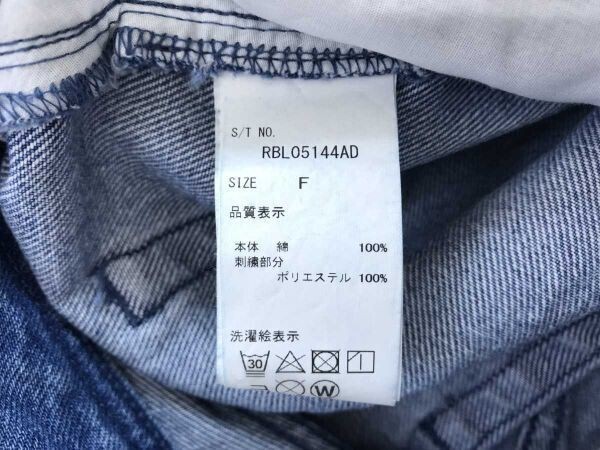 S/T NO.
RBL05144AD
SIZE F
品質表示
本体 綿 100%
刺繍部分
ポリエステル 100%
洗濯絵表示
30
W